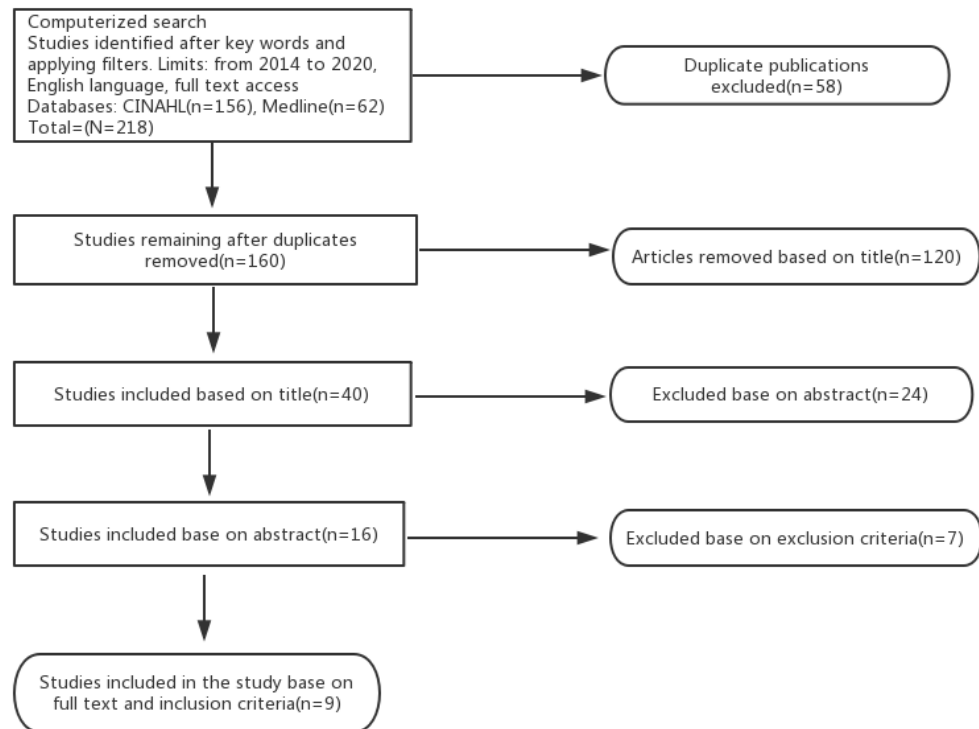 Computerized search
Studies identified after key words and
applying filters. Limits: from 2014 to 2020,
English language, full text access
Databases: CINAHL(n=156), Medline(n=62)
Total=(N=218)
Duplicate publications
excluded(n=58)
Studies remaining after duplicates
removed(n=160)
Articles removed based on title(n=120)
Studies included based on title(n=40)
Excluded base on abstract(n=24)
Studies included base on abstract(n=16)
Excluded base on exclusion criteria(n=7)
Studies included in the study base on
full text and inclusion criteria(n=9)